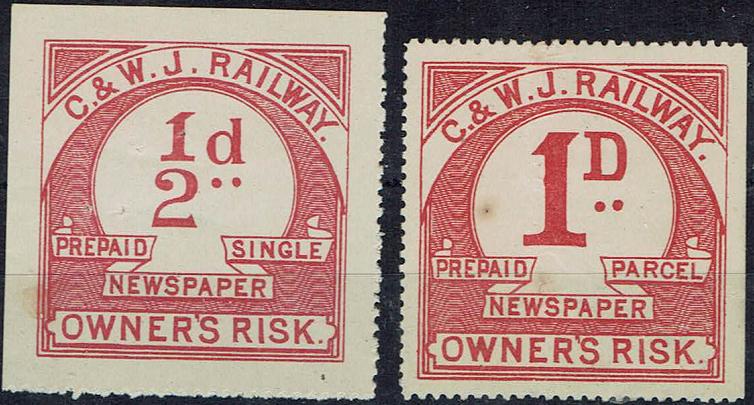 C. & W. J. RAILWAY.
1d
2··
PREPAID SINGLE
NEWSPAPER
OWNER'S RISK.
C. & W. J. RAILWAY.
1D··
PREPAID PARCEL
NEWSPAPER
OWNER'S RISK.